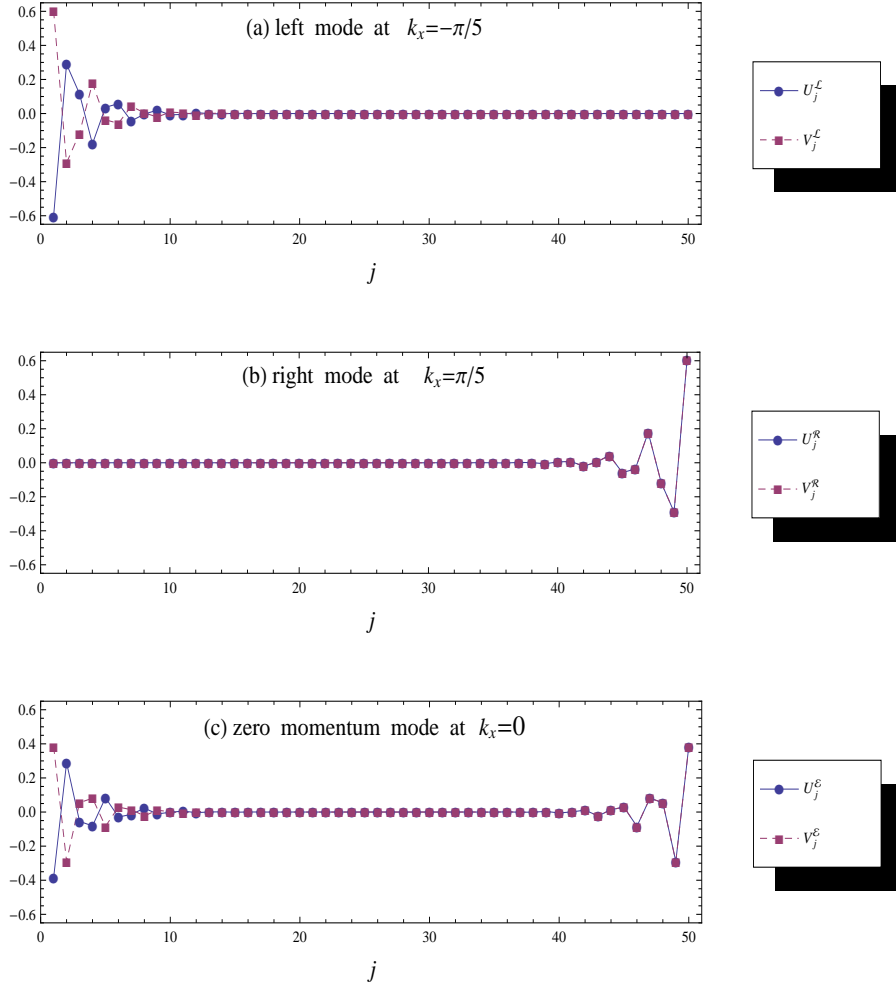 (a) left mode at k_x=−π/5
0.6
0.4
0.2
0.0
−0.2
−0.4
−0.6
0 10 20 30 40 50
j
U_j^ℒ
V_j^ℒ
(b) right mode at k_x=π/5
0.6
0.4
0.2
0.0
−0.2
−0.4
−0.6
0 10 20 30 40 50
j
U_j^ℛ
V_j^ℛ
(c) zero momentum mode at k_x=0
0.6
0.4
0.2
0.0
−0.2
−0.4
−0.6
0 10 20 30 40 50
j
U_j^ℰ
V_j^ℰ